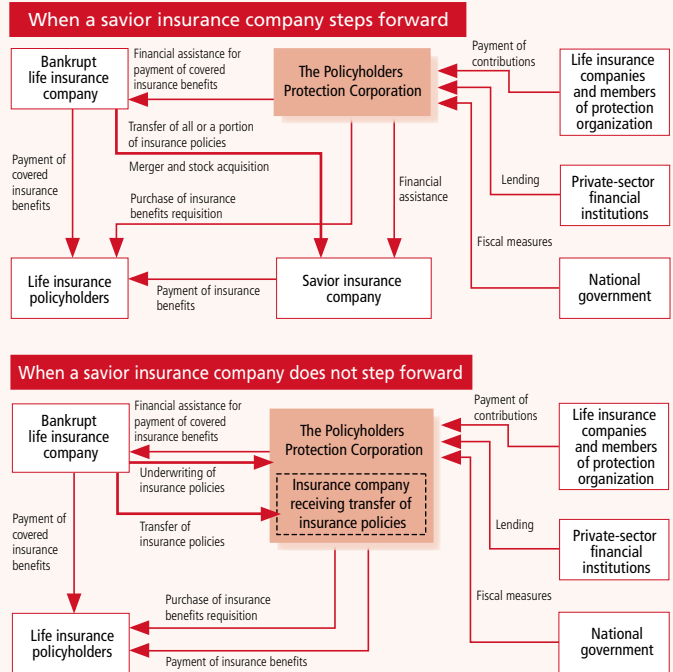 When a savior insurance company steps forward
Bankrupt
life insurance
company
Financial assistance for
payment of covered
insurance benefits
The Policyholders
Protection Corporation
Payment of
contributions
Life insurance
companies
and members
of protection
organization
Transfer of all or a portion
of insurance policies
Merger and stock acquisition
Payment of
covered
insurance
benefits
Purchase of insurance
benefits requisition
Financial
assistance
Lending
Private-sector
financial
institutions
Fiscal measures
Life insurance
policyholders
Payment of insurance
benefits
Savior insurance
company
National
government
When a savior insurance company does not step forward
Bankrupt
life insurance
company
Financial assistance for
payment of covered
insurance benefits
The Policyholders
Protection Corporation
Payment of
contributions
Life insurance
companies
and members
of protection
organization
Underwriting of
insurance policies
Insurance company
receiving transfer of
insurance policies
Payment of
covered
insurance
benefits
Transfer of
insurance policies
Lending
Private-sector
financial
institutions
Purchase of insurance
benefits requisition
Fiscal measures
Life insurance
policyholders
Payment of insurance benefits
National
government